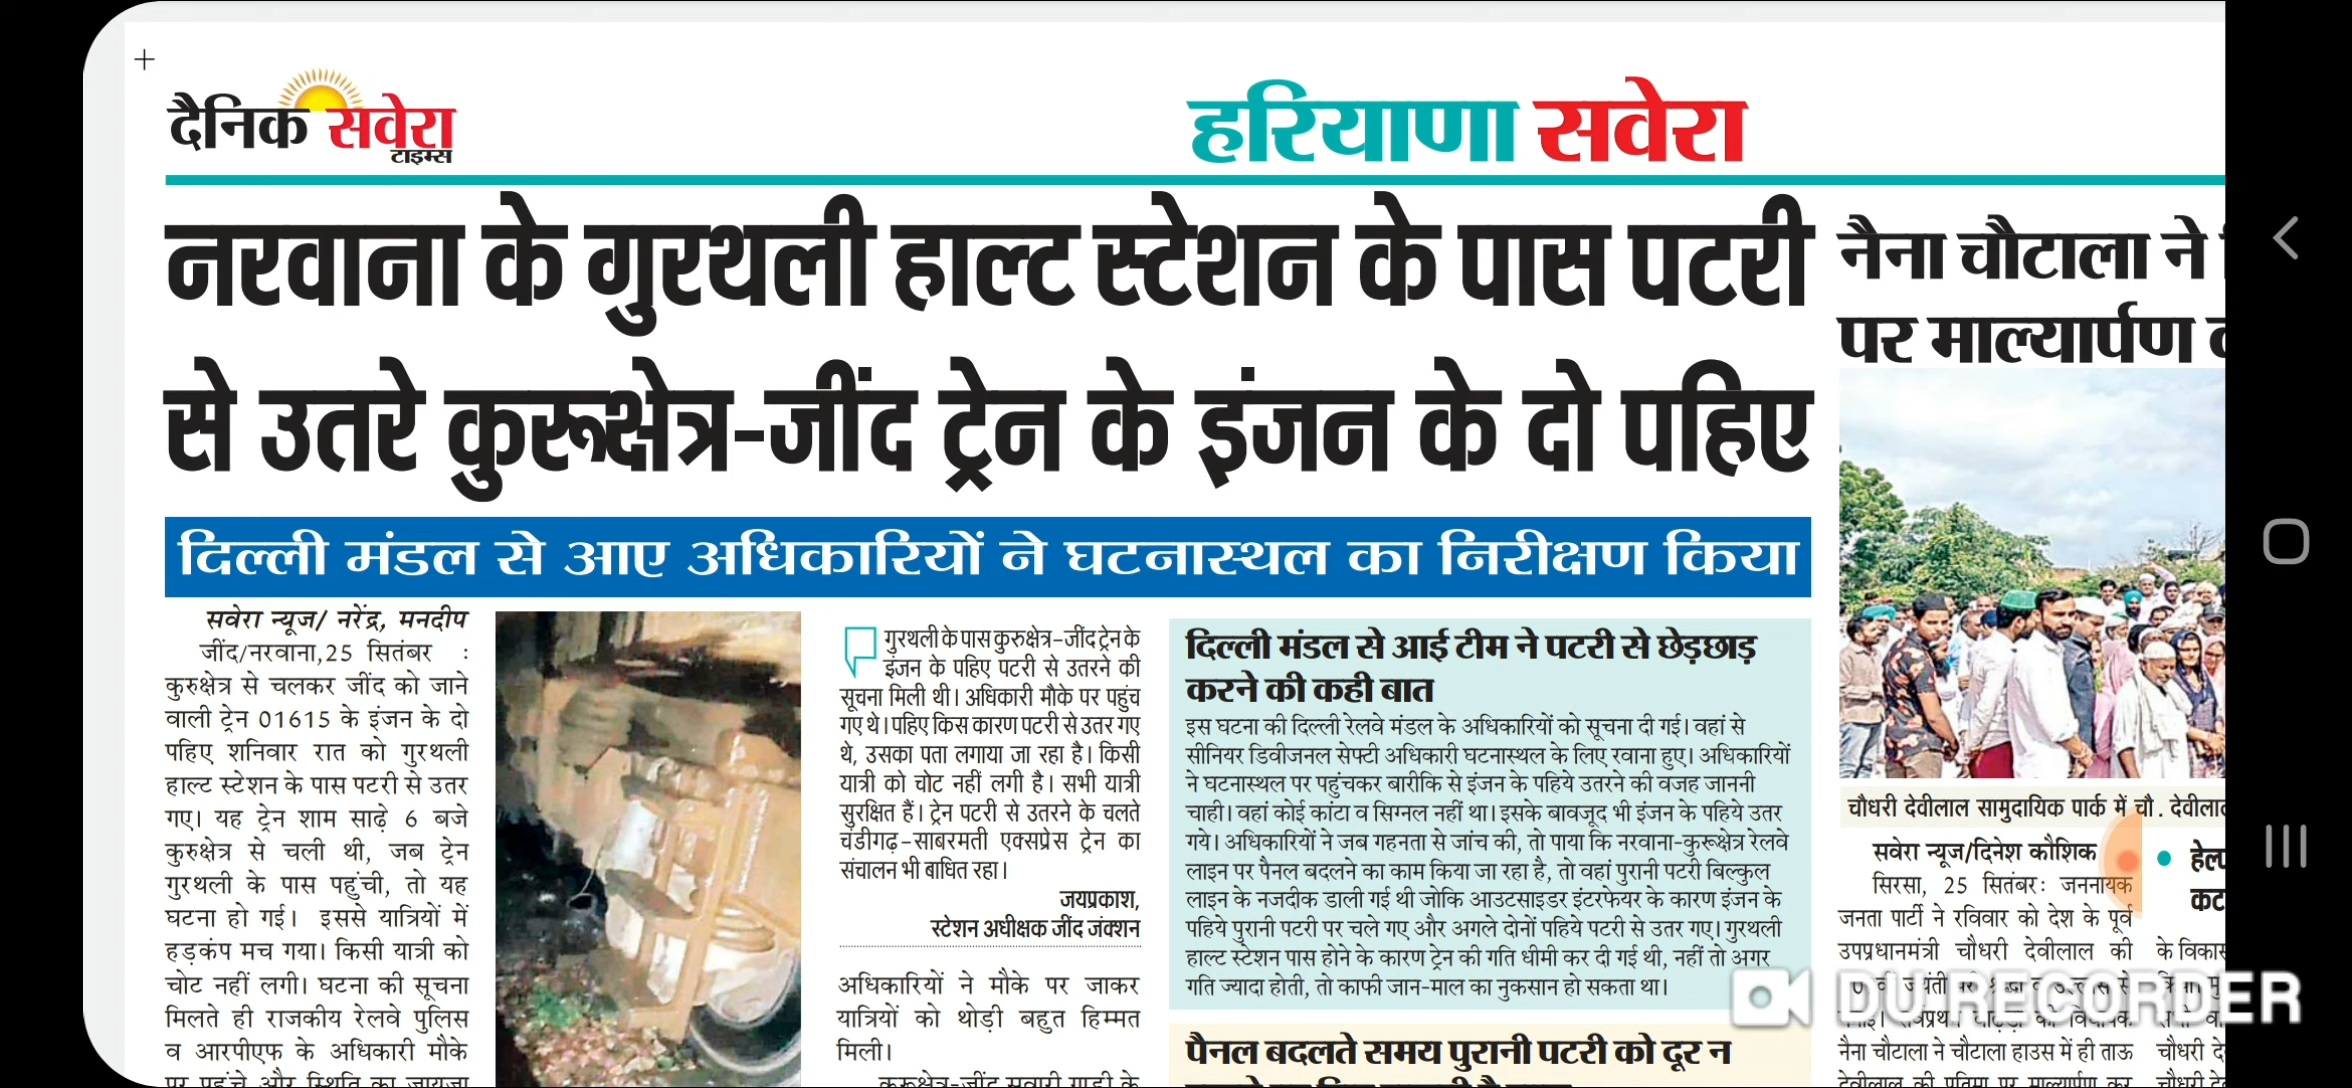 दैनिक सवेरा
टाइम्स
हरियाणा सवेरा
नरवाना के गुरथली हाल्ट स्टेशन के पास पटरी
से उतरे कुरूक्षेत्र-जींद ट्रेन के इंजन के दो पहिए
दिल्ली मंडल से आए अधिकारियों ने घटनास्थल का निरीक्षण किया
सवेरा न्यूज/ नरेंद्र, मनदीप
जींद/नरवाना,25 सितंबर :
कुरुक्षेत्र से चलकर जींद को जाने
वाली ट्रेन 01615 के इंजन के दो
पहिए शनिवार रात को गुरथली
हाल्ट स्टेशन के पास पटरी से उतर
गए। यह ट्रेन शाम साढ़े 6 बजे
कुरुक्षेत्र से चली थी, जब ट्रेन
गुरथली के पास पहुंची, तो यह
घटना हो गई। इससे यात्रियों में
हड़कंप मच गया। किसी यात्री को
चोट नहीं लगी। घटना की सूचना
मिलते ही राजकीय रेलवे पुलिस
व आरपीएफ के अधिकारी मौके
पर पहुंचे और स्थिति का जायजा
गुरथली के पास कुरुक्षेत्र-जींद ट्रेन के
इंजन के पहिए पटरी से उतरने की
सूचना मिली थी। अधिकारी मौके पर पहुंच
गए थे। पहिए किस कारण पटरी से उतर गए
थे, उसका पता लगाया जा रहा है। किसी
यात्री को चोट नहीं लगी है। सभी यात्री
सुरक्षित हैं। ट्रेन पटरी से उतरने के चलते
चंडीगढ़-साबरमती एक्सप्रेस ट्रेन का
संचालन भी बाधित रहा।
जयप्रकाश,
स्टेशन अधीक्षक जींद जंक्शन
अधिकारियों ने मौके पर जाकर
यात्रियों को थोड़ी बहुत हिम्मत
मिली।
कुरूक्षेत्र-जींद सवारी गाड़ी के
दिल्ली मंडल से आई टीम ने पटरी से छेड़छाड़
करने की कही बात
इस घटना की दिल्ली रेलवे मंडल के अधिकारियों को सूचना दी गई। वहां से
सीनियर डिवीजनल सेफ्टी अधिकारी घटनास्थल के लिए रवाना हुए। अधिकारियों
ने घटनास्थल पर पहुंचकर बारीकि से इंजन के पहिये उतरने की वजह जाननी
चाही। वहां कोई कांटा व सिग्नल नहीं था। इसके बावजूद भी इंजन के पहिये उतर
गये। अधिकारियों ने जब गहनता से जांच की, तो पाया कि नरवाना-कुरूक्षेत्र रेलवे
लाइन पर पैनल बदलने का काम किया जा रहा है, तो वहां पुरानी पटरी बिल्कुल
लाइन के नजदीक डाली गई थी जोकि आउटसाइडर इंटरफेयर के कारण इंजन के
पहिये पुरानी पटरी पर चले गए और अगले दोनों पहिये पटरी से उतर गए। गुरथली
हाल्ट स्टेशन पास होने के कारण ट्रेन की गति धीमी कर दी गई थी, नहीं तो अगर
गति ज्यादा होती, तो काफी जान-माल का नुकसान हो सकता था।
पैनल बदलते समय पुरानी पटरी को दूर न
नैना चौटाला ने
पर माल्यार्पण
चौधरी देवीलाल सामुदायिक पार्क में चौ. देवीलाल
सवेरा न्यूज/दिनेश कौशिक
सिरसा, 25 सितंबर: जननायक
जनता पार्टी ने रविवार को देश के पूर्व
उपप्रधानमंत्री चौधरी देवीलाल की
नैना चौटाला ने चौटाला हाउस में ही ताऊ
देवीलाल की प्रतिमा पर माल्यार्पण कर
के विकास
चौधरी
DU RECORDER